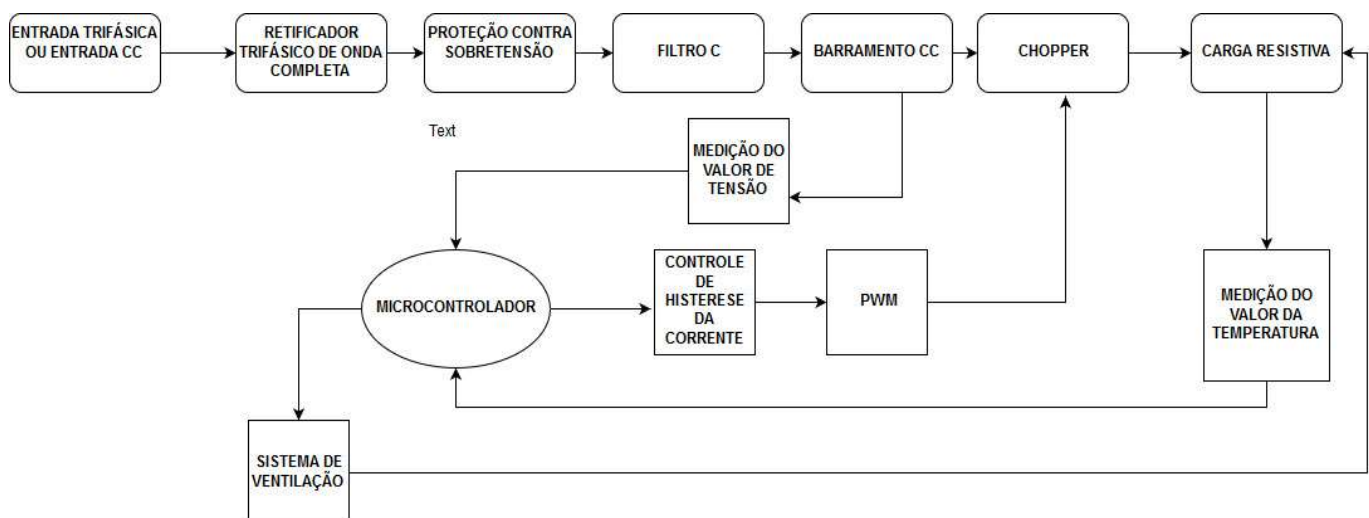 ENTRADA TRIFÁSICA
OU ENTRADA CC
RETIFICADOR
TRIFÁSICO DE ONDA
COMPLETA
PROTEÇÃO CONTRA
SOBRETENSÃO
FILTRO C
BARRAMENTO CC
CHOPPER
CARGA RESISTIVA
Text
MEDIÇÃO DO
VALOR DE
TENSÃO
MICROCONTROLADOR
CONTROLE
DE
HISTERESE
DA
CORRENTE
PWM
MEDIÇÃO DO
VALOR DA
TEMPERATURA
SISTEMA DE
VENTILAÇÃO